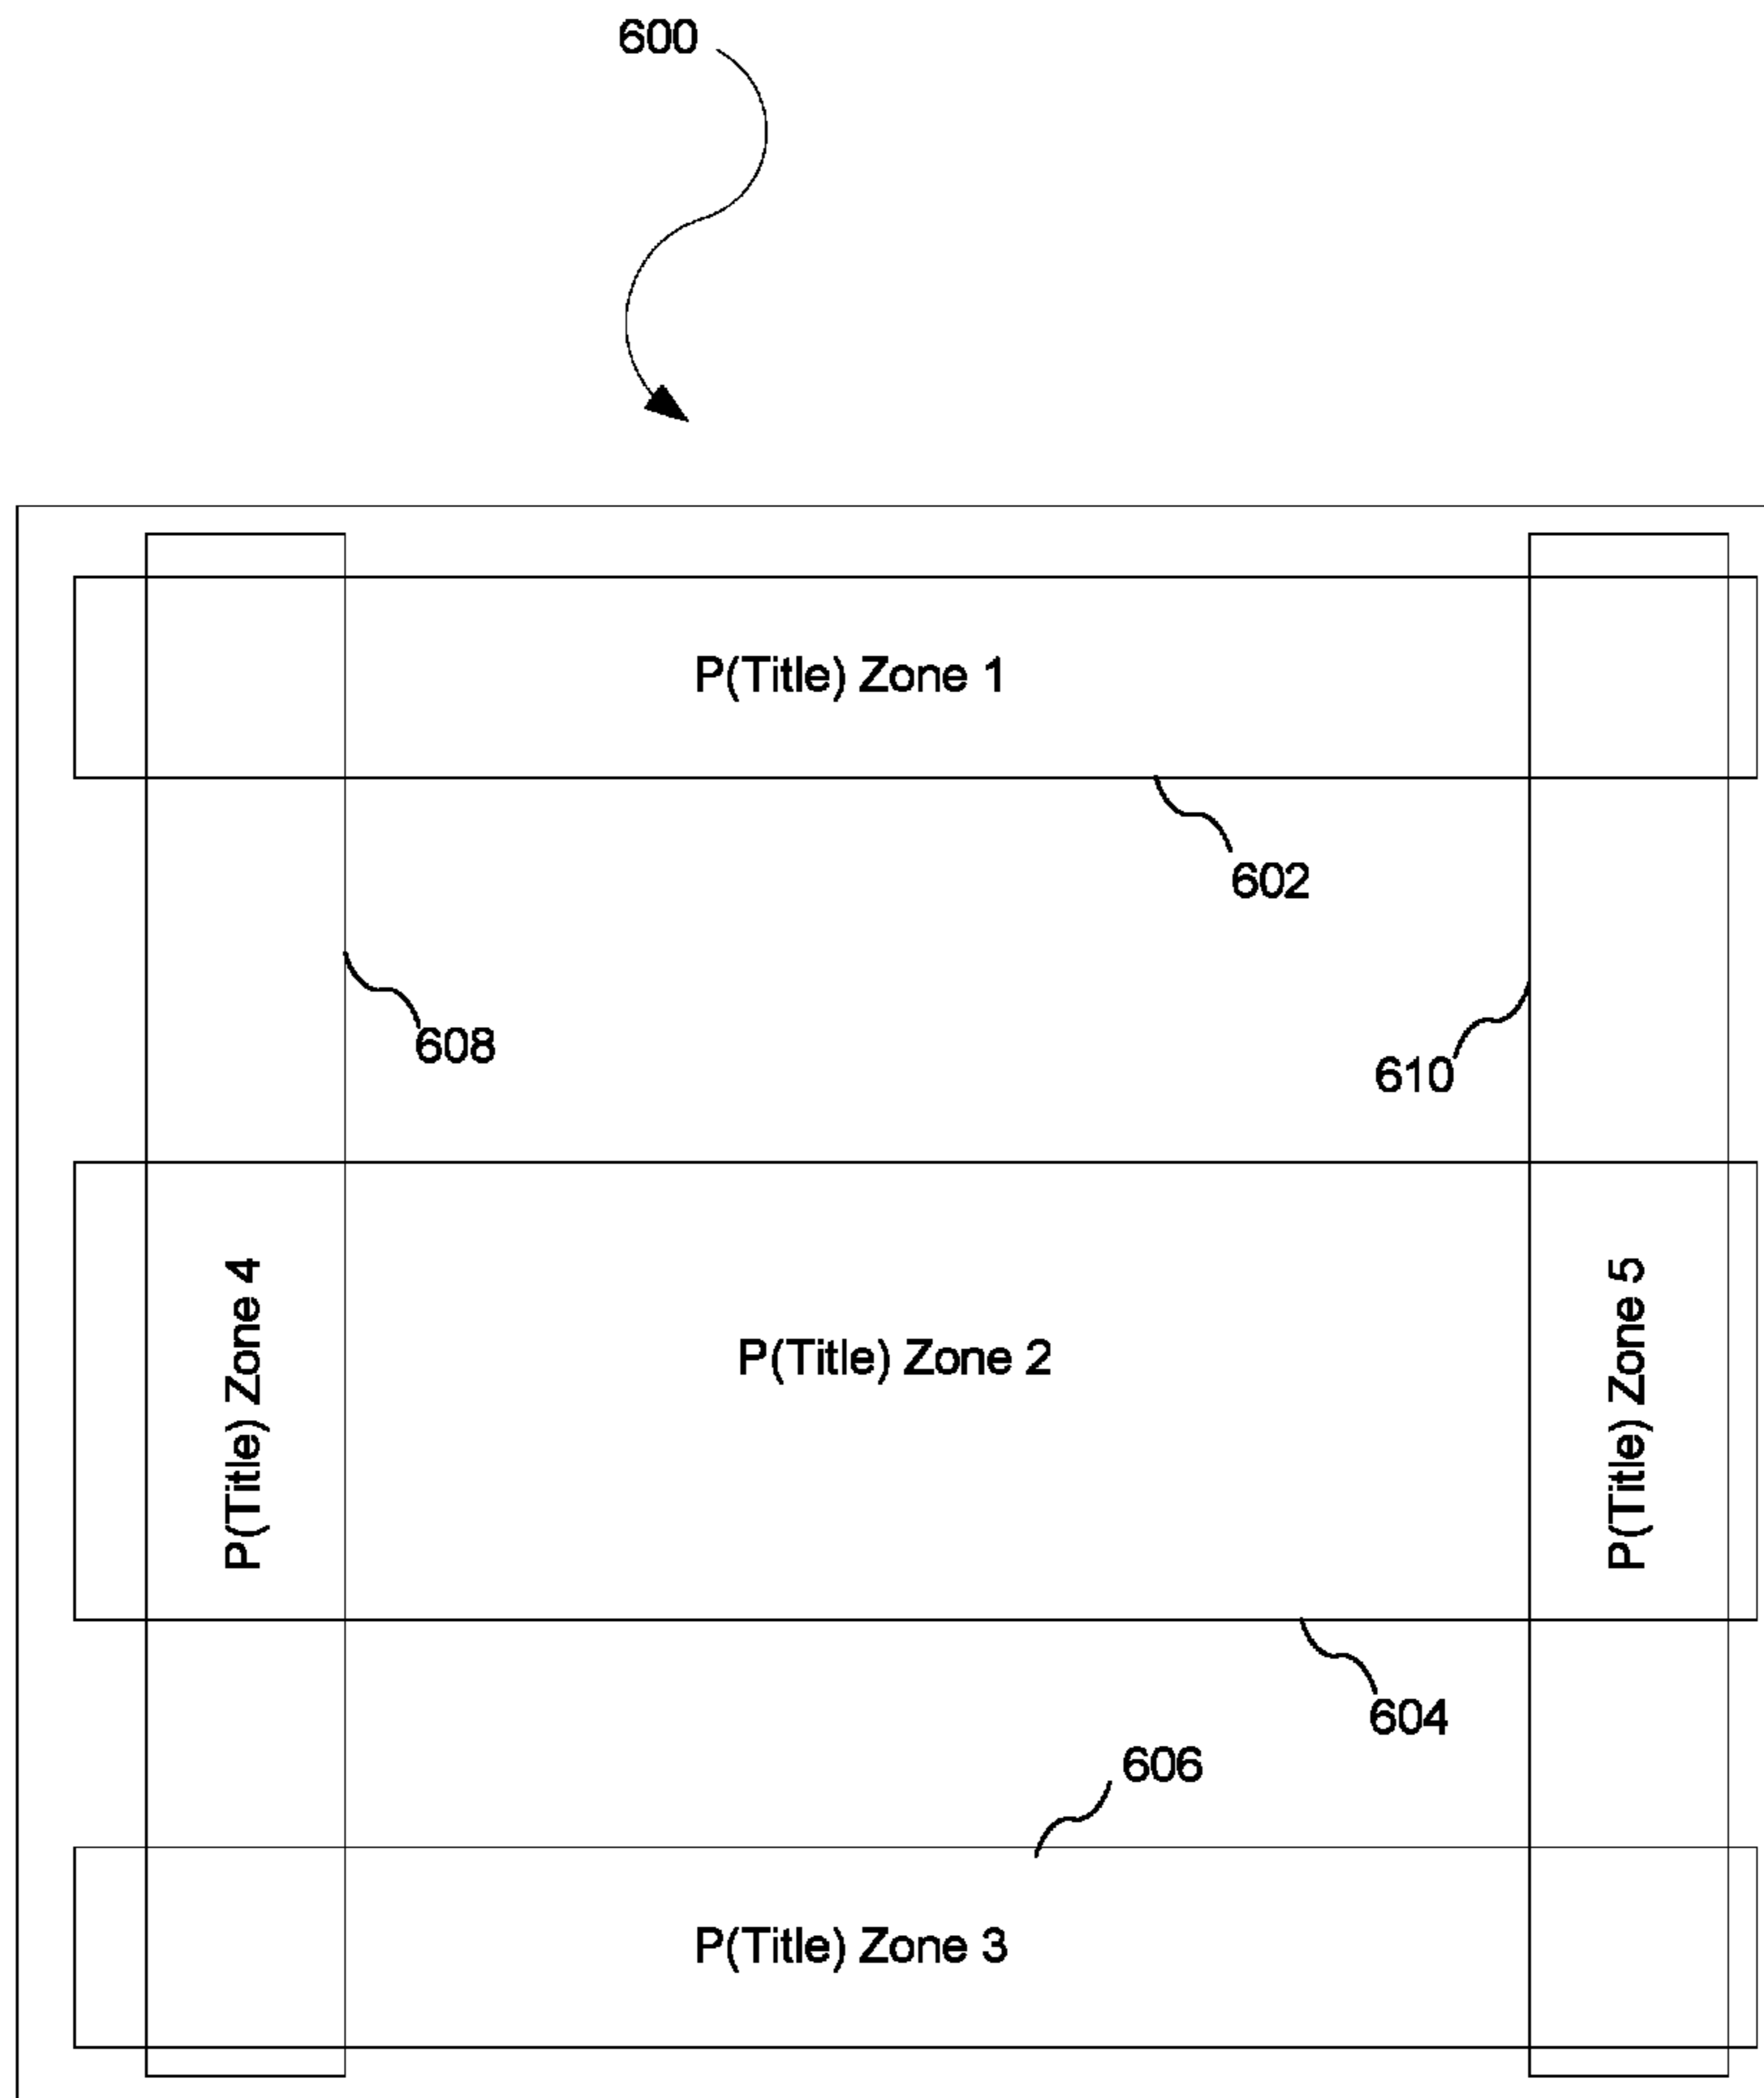 600
P(Title) Zone 1
602
608
610
P(Title) Zone 4
P(Title) Zone 2
P(Title) Zone 5
604
606
P(Title) Zone 3